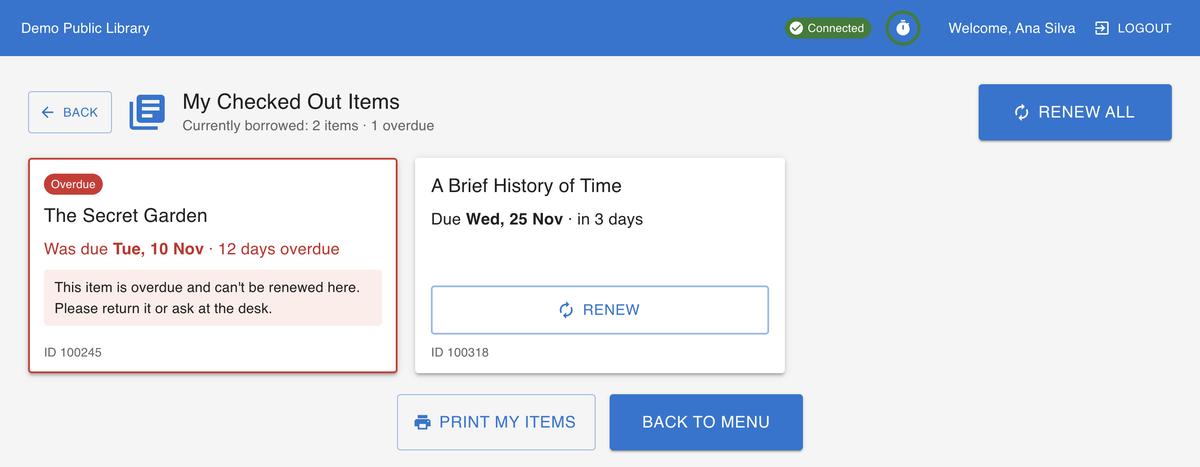 Demo Public Library
Connected
Welcome, Ana Silva
LOGOUT
BACK
My Checked Out Items
Currently borrowed: 2 items · 1 overdue
RENEW ALL
Overdue
The Secret Garden
Was due Tue, 10 Nov · 12 days overdue
This item is overdue and can't be renewed here.
Please return it or ask at the desk.
ID 100245
A Brief History of Time
Due Wed, 25 Nov · in 3 days
RENEW
ID 100318
PRINT MY ITEMS
BACK TO MENU